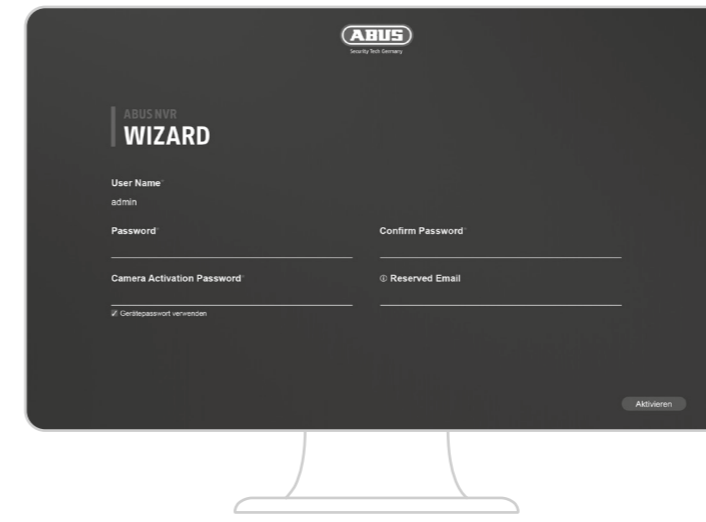 ABUS
Security Tech Germany
ABUS NVR
WIZARD
User Name*
admin
Password*
Confirm Password*
Camera Activation Password*
Reserved Email
Gerätepasswort verwenden
Aktivieren